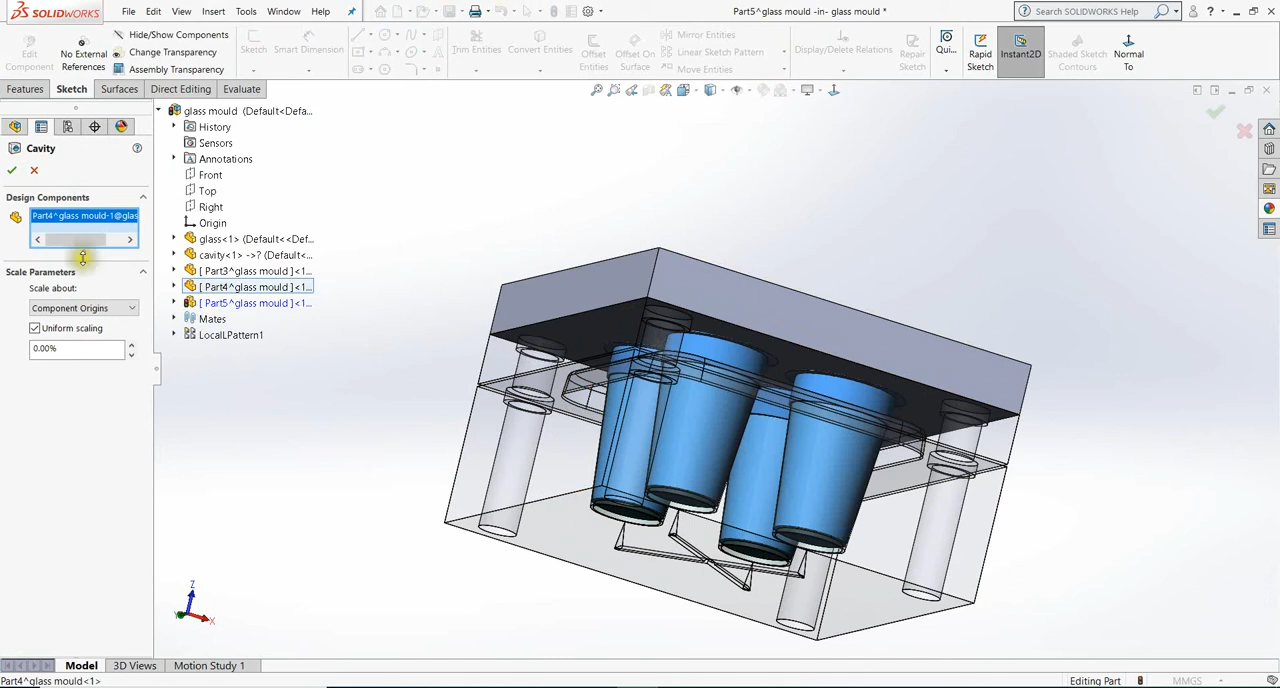 SOLIDWORKS
File Edit View Insert Tools Window Help
Part5^glass mould -in- glass mould *
Search SOLIDWORKS Help
Edit Component
No External References
Hide/Show Components
Change Transparency
Assembly Transparency
Sketch
Smart Dimension
Trim Entities
Convert Entities
Offset Entities
Offset On Surface
Mirror Entities
Linear Sketch Pattern
Move Entities
Display/Delete Relations
Repair Sketch
Qui...
Rapid Sketch
Instant2D
Shaded Sketch Contours
Normal To
Features Sketch Surfaces Direct Editing Evaluate
Cavity
Design Components
Part4^glass mould-1@glas
Scale Parameters
Scale about:
Component Origins
Uniform scaling
0.00%
glass mould (Default<Defa...
History
Sensors
Annotations
Front
Top
Right
Origin
glass<1> (Default<<Def...
cavity<1> ->? (Default<...
[ Part3^glass mould ]<1...
[ Part4^glass mould ]<1...
[ Part5^glass mould ]<1...
Mates
LocalLPattern1
Z
Y
X
Model 3D Views Motion Study 1
Part4^glass mould<1>
Editing Part
MMGS